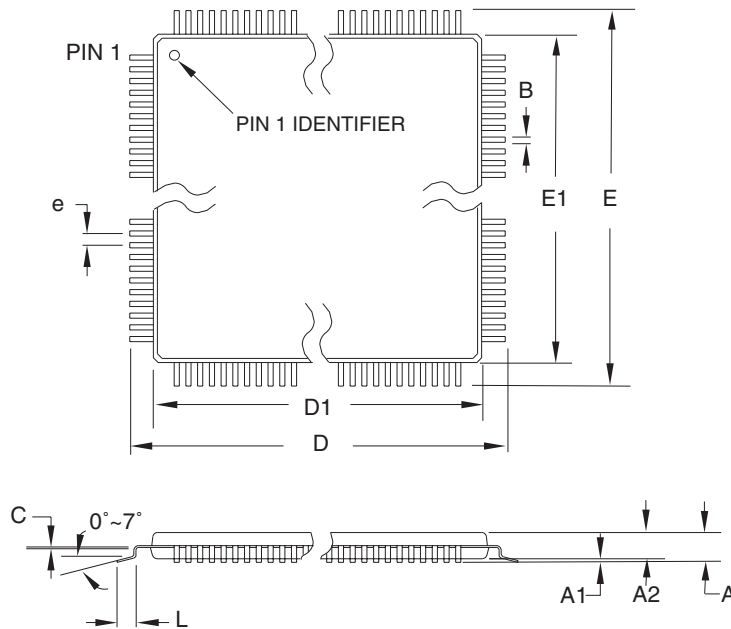 PIN 1
B
PIN 1 IDENTIFIER
e
E1
E
D1
D
C
0°~7°
A1
A2
A
L